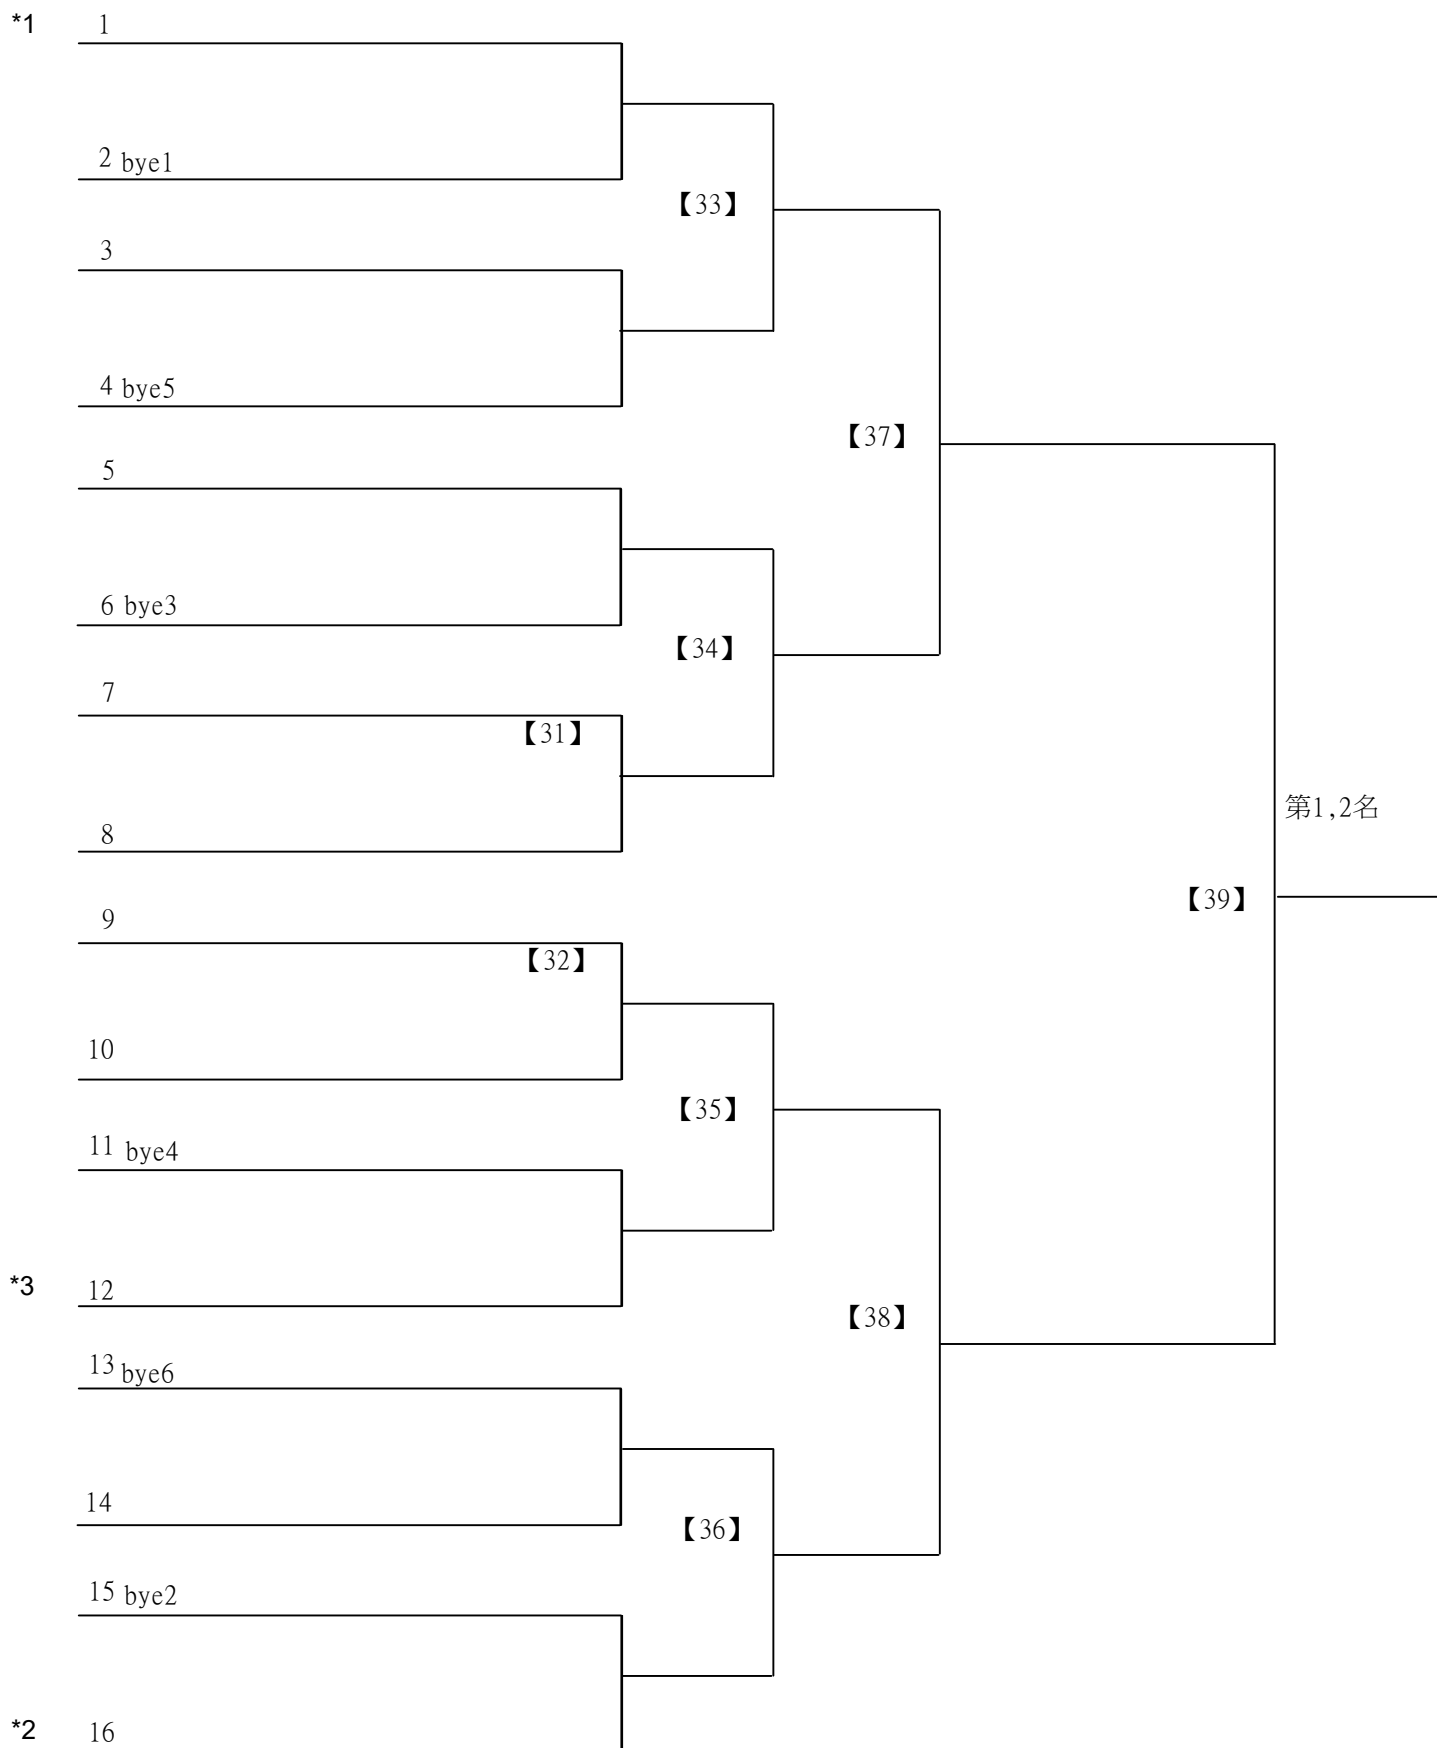 *1 1
2 bye1
【33】
3
4 bye5
【37】
5
6 bye3
【34】
7
【31】
8
第1,2名
【39】
9
【32】
10
【35】
11 bye4
*3 12
【38】
13 bye6
14
【36】
15 bye2
*2 16